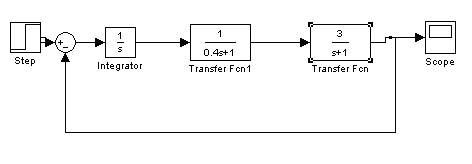 Step
+
−
1
s
Integrator
1
0.4s+1
Transfer Fcn1
3
s+1
Transfer Fcn
Scope